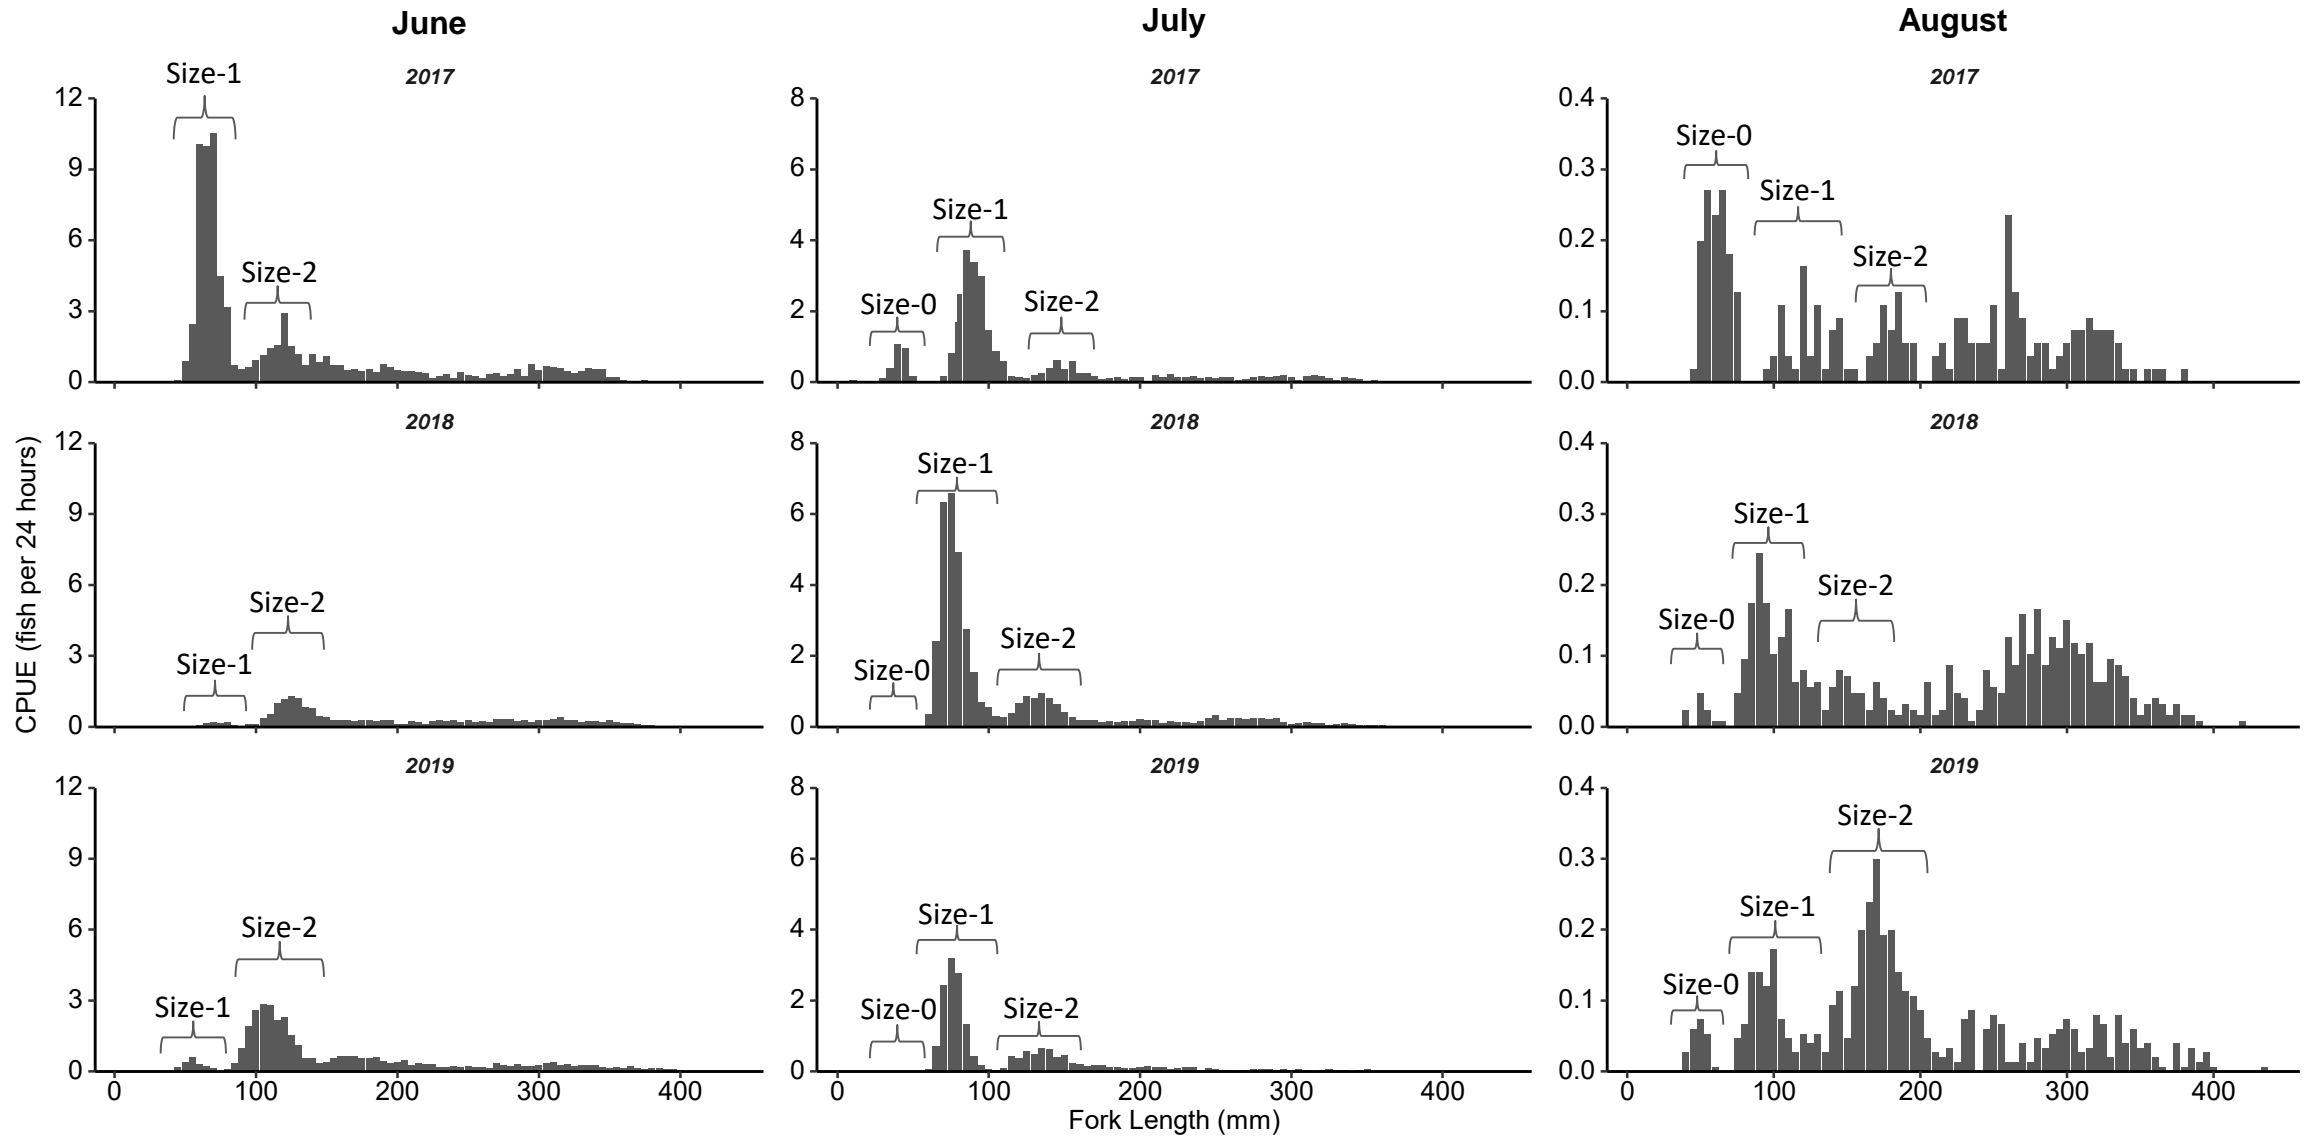 June July August
2017 2017 2017
Size-1
Size-2
12
9
6
3
0
Size-0
Size-1
Size-2
8
6
4
2
0
Size-0
Size-1
Size-2
0.4
0.3
0.2
0.1
0.0
2018 2018 2018
Size-1
Size-2
12
9
6
3
0
Size-0
Size-1
Size-2
8
6
4
2
0
Size-0
Size-1
Size-2
0.4
0.3
0.2
0.1
0.0
CPUE (fish per 24 hours)
2019 2019 2019
Size-1
Size-2
12
9
6
3
0
Size-0
Size-1
Size-2
8
6
4
2
0
Size-0
Size-1
Size-2
0.4
0.3
0.2
0.1
0.0
0 100 200 300 400 0 100 200 300 400 0 100 200 300 400
Fork Length (mm)